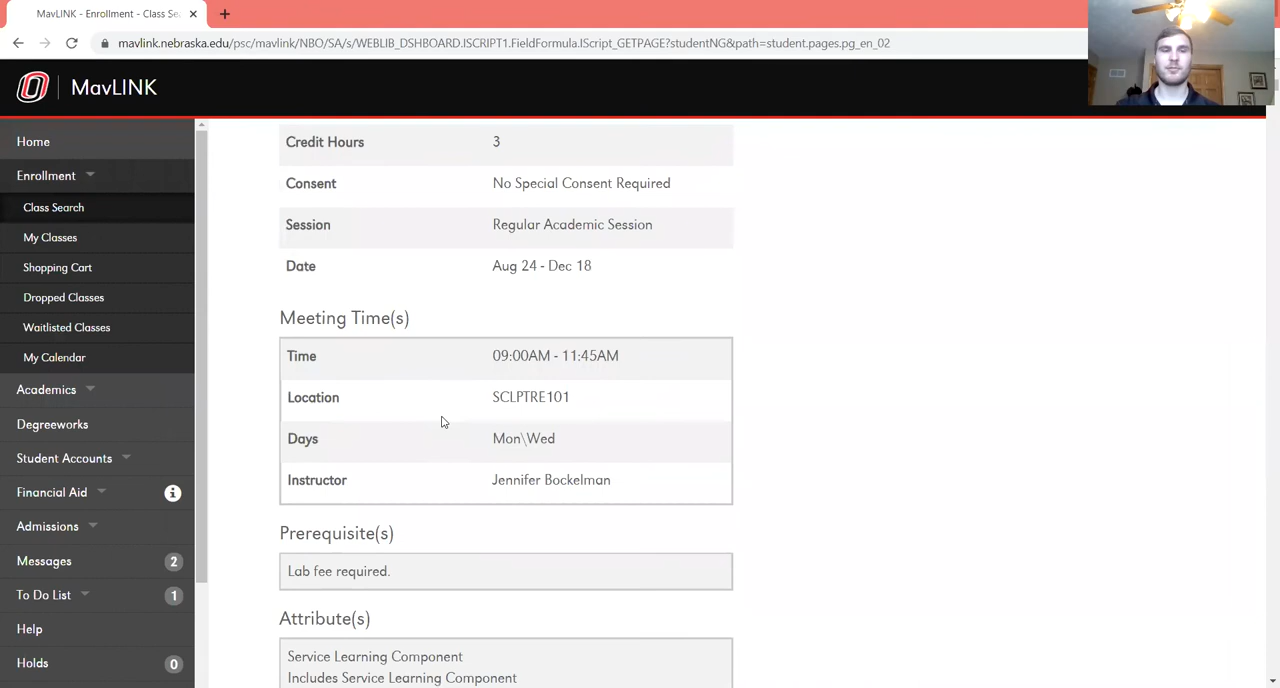 MavLINK - Enrollment - Class Sea
mavlink.nebraska.edu/psc/mavlink/NBO/SA/s/WEBLIB_DSHBOARD.ISCRIPT1.FieldFormula.IScript_GETPAGE?studentNG&path=student.pages.pg_en_02
MavLINK
Home
Enrollment
Class Search
My Classes
Shopping Cart
Dropped Classes
Waitlisted Classes
My Calendar
Academics
Degreeworks
Student Accounts
Financial Aid
Admissions
Messages 2
To Do List 1
Help
Holds 0
Credit Hours 3
Consent No Special Consent Required
Session Regular Academic Session
Date Aug 24 - Dec 18
Meeting Time(s)
Time 09:00AM - 11:45AM
Location SCLPTRE101
Days Mon\Wed
Instructor Jennifer Bockelman
Prerequisite(s)
Lab fee required.
Attribute(s)
Service Learning Component
Includes Service Learning Component